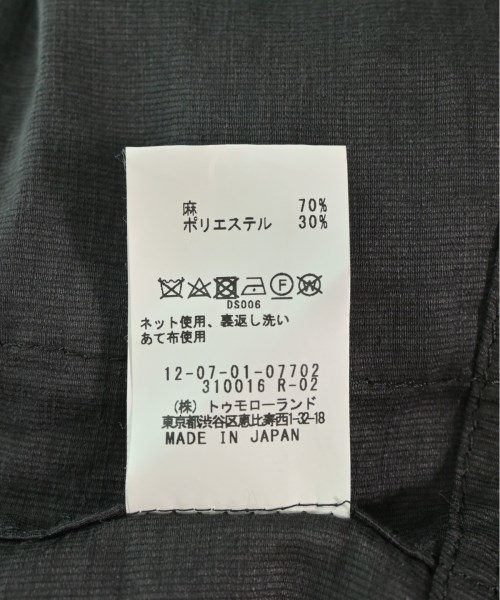 麻 70%
ポリエステル 30%
DS006
ネット使用、裏返し洗い
あて布使用
12-07-01-07702
310016 R-02
(株) トゥモローランド
東京都渋谷区恵比寿西1-32-18
MADE IN JAPAN